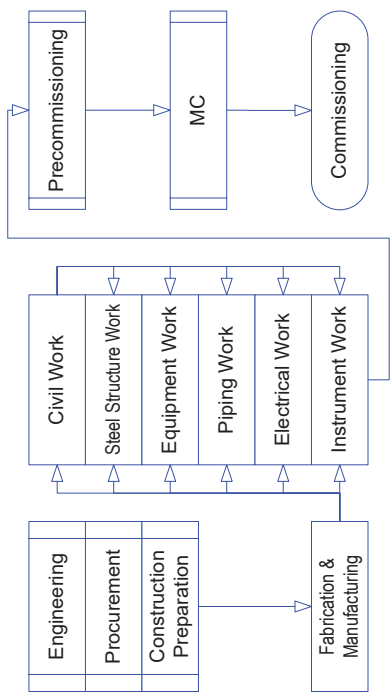 Engineering
Procurement
Construction
Preparation
Fabrication &
Manufacturing
Civil Work
Steel Structure Work
Equipment Work
Piping Work
Electrical Work
Instrument Work
Precommissioning
MC
Commissioning